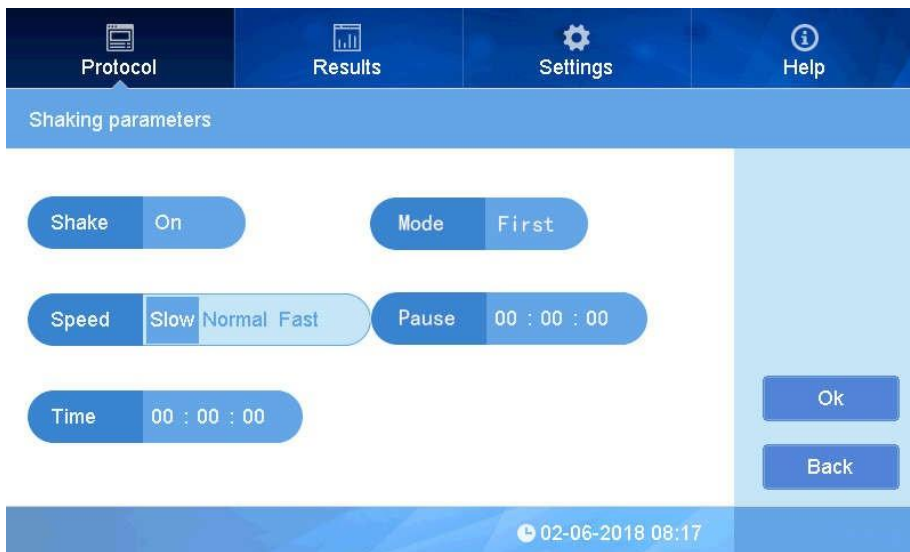 Protocol Results Settings Help
Shaking parameters
Shake On Mode First
Speed Slow Normal Fast Pause 00 : 00 : 00
Time 00 : 00 : 00
Ok
Back
02-06-2018 08:17